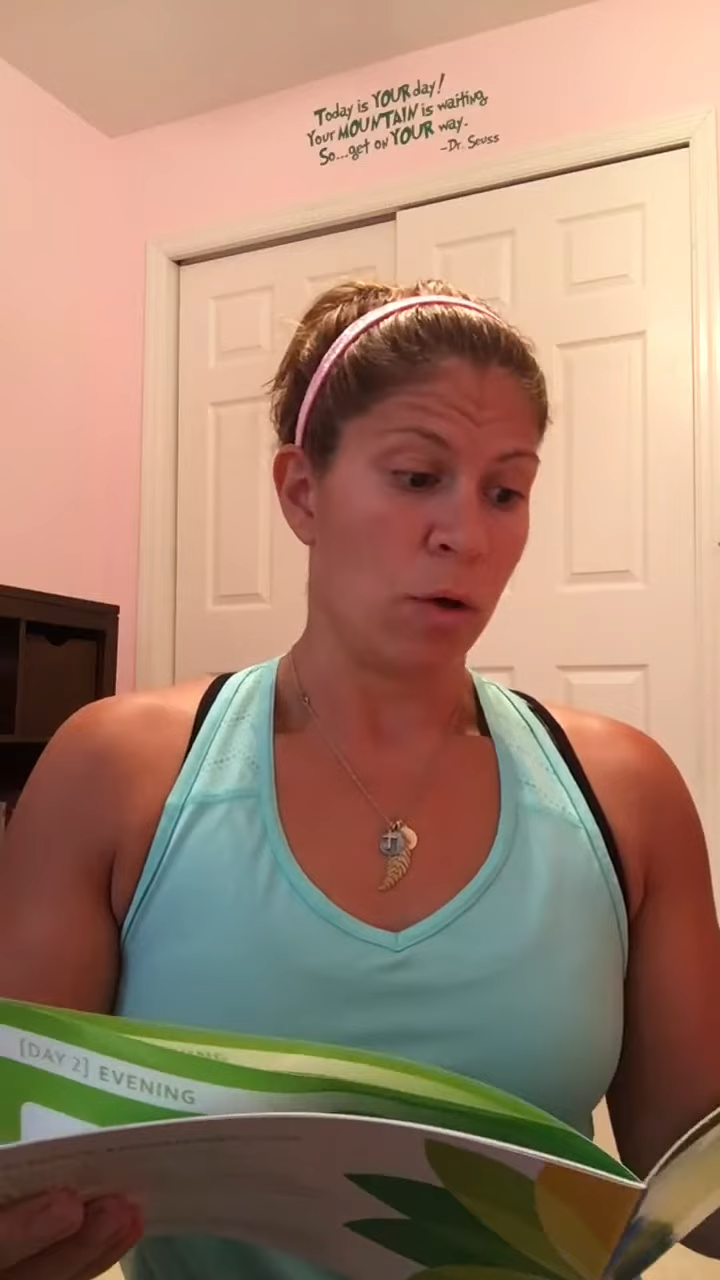 Today is YOUR day!
Your MOUNTAIN is waiting.
So...get on YOUR way.
-Dr. Seuss
[DAY 2] EVENING